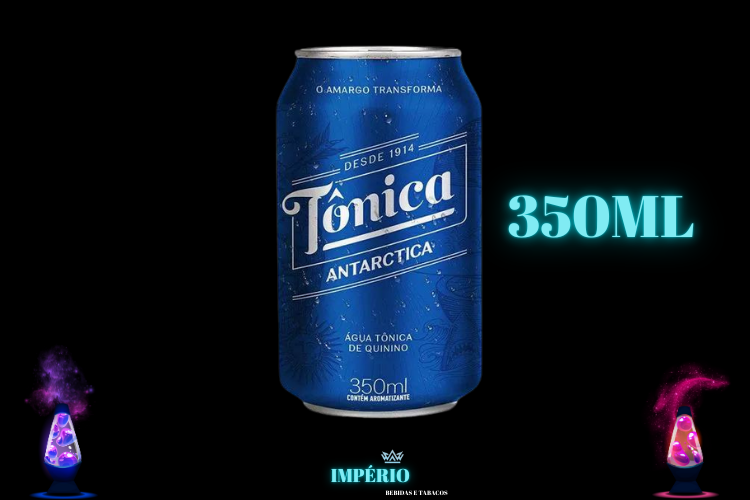 O AMARGO TRANSFORMA
DESDE 1914
Tônica
ANTARCTICA
ÁGUA TÔNICA
DE QUININO
350ml
CONTÉM AROMATIZANTE
350ML
IMPÉRIO
BEBIDAS E TABACOS